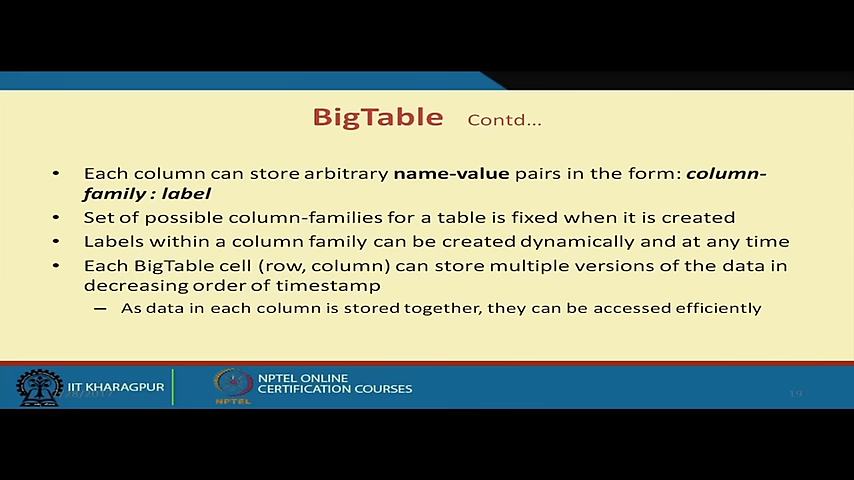 BigTable Contd...
• Each column can store arbitrary name-value pairs in the form: column-
family : label
• Set of possible column-families for a table is fixed when it is created
• Labels within a column family can be created dynamically and at any time
• Each BigTable cell (row, column) can store multiple versions of the data in
decreasing order of timestamp
– As data in each column is stored together, they can be accessed efficiently
IIT KHARAGPUR
NPTEL
NPTEL ONLINE
CERTIFICATION COURSES
19